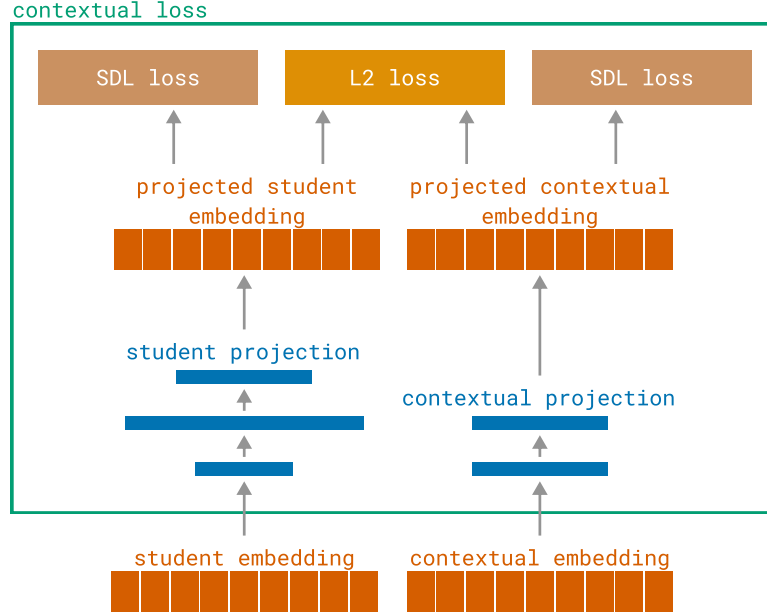 contextual loss
SDL loss
L2 loss
SDL loss
projected student
embedding
projected contextual
embedding
student projection
contextual projection
student embedding
contextual embedding